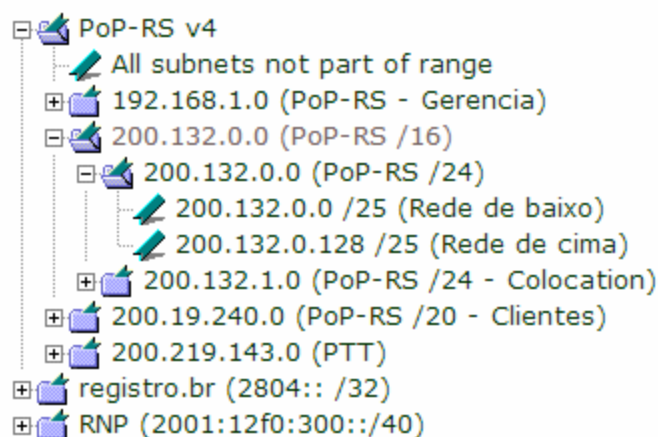 PoP-RS v4
All subnets not part of range
192.168.1.0 (PoP-RS - Gerencia)
200.132.0.0 (PoP-RS /16)
200.132.0.0 (PoP-RS /24)
200.132.0.0 /25 (Rede de baixo)
200.132.0.128 /25 (Rede de cima)
200.132.1.0 (PoP-RS /24 - Colocation)
200.19.240.0 (PoP-RS /20 - Clientes)
200.219.143.0 (PTT)
registro.br (2804:: /32)
RNP (2001:12f0:300::/40)